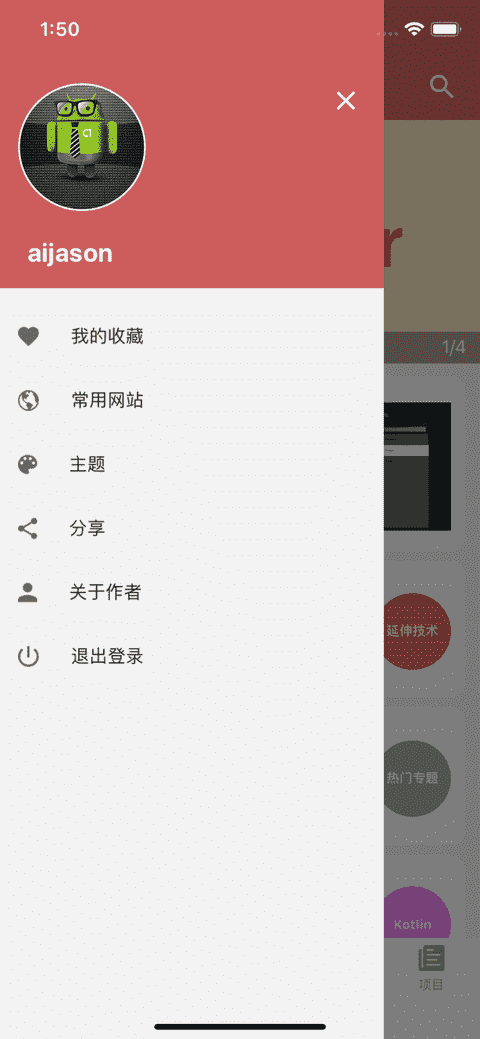 1:50
aijason
r
1/4
我的收藏
常用网站
主题
分享
关于作者
退出登录
延伸技术
热门专题
Kotlin
项目